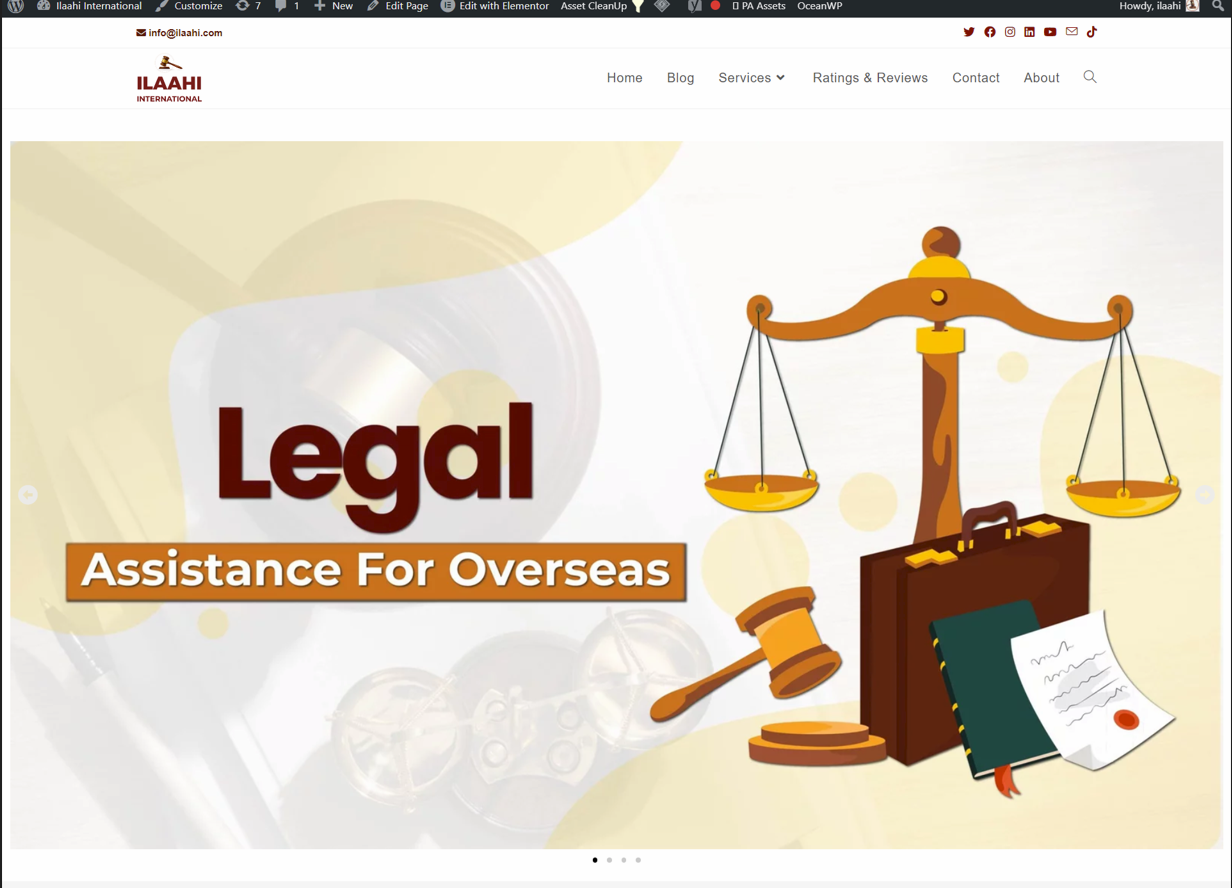 Ilaahi International Customize 7 1 New Edit Page Edit with Elementor Asset CleanUp PA Assets OceanWP Howdy, ilaahi
info@ilaahi.com
ILAAHI
INTERNATIONAL
Home Blog Services Ratings & Reviews Contact About
Legal
Assistance For Overseas